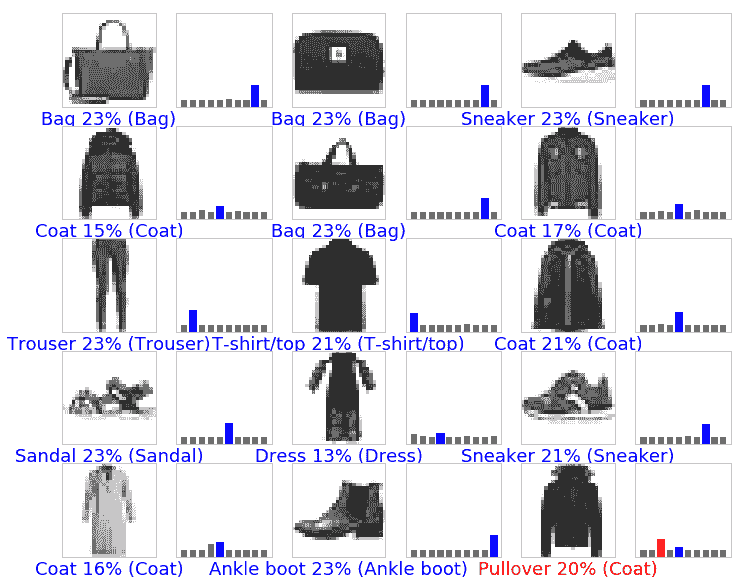 Bag 23% (Bag) Bag 23% (Bag) Sneaker 23% (Sneaker)
Coat 15% (Coat) Bag 23% (Bag) Coat 17% (Coat)
Trouser 23% (Trouser) T-shirt/top 21% (T-shirt/top) Coat 21% (Coat)
Sandal 23% (Sandal) Dress 13% (Dress) Sneaker 21% (Sneaker)
Coat 16% (Coat) Ankle boot 23% (Ankle boot) Pullover 20% (Coat)